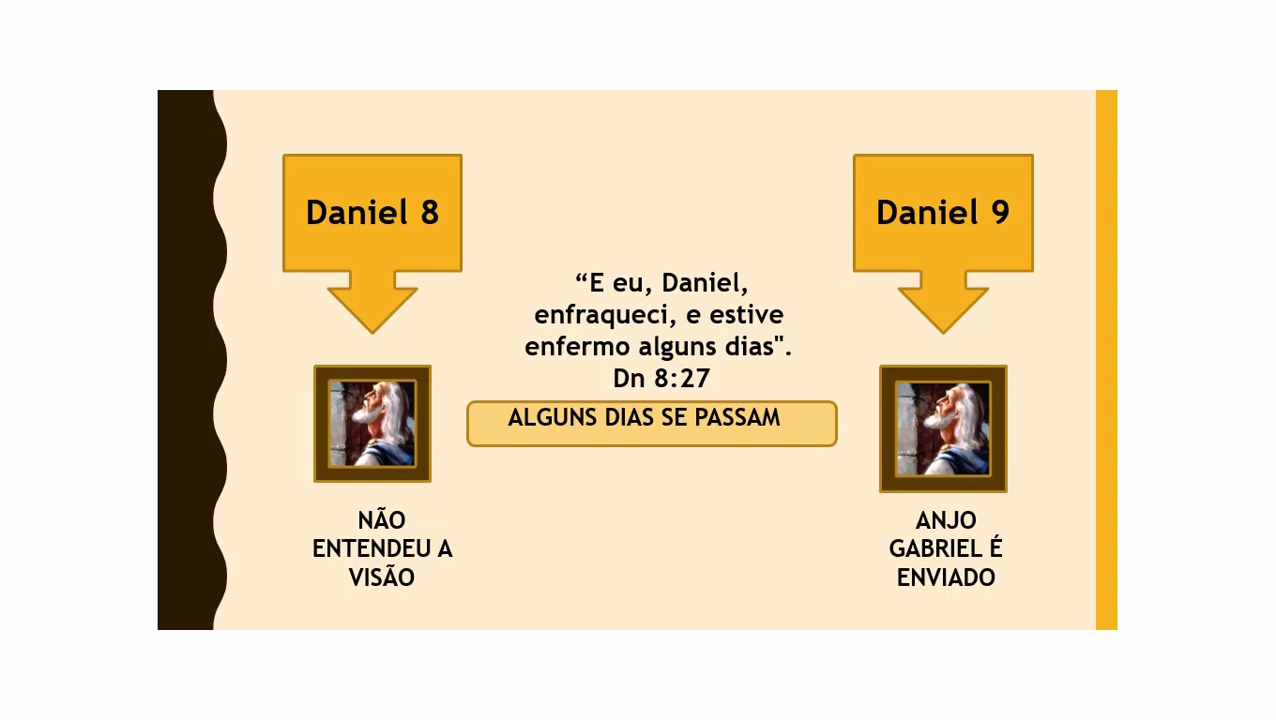 Daniel 8
Daniel 9
“E eu, Daniel,
enfraqueci, e estive
enfermo alguns dias".
Dn 8:27
ALGUNS DIAS SE PASSAM
NÃO
ENTENDEU A
VISÃO
ANJO
GABRIEL É
ENVIADO